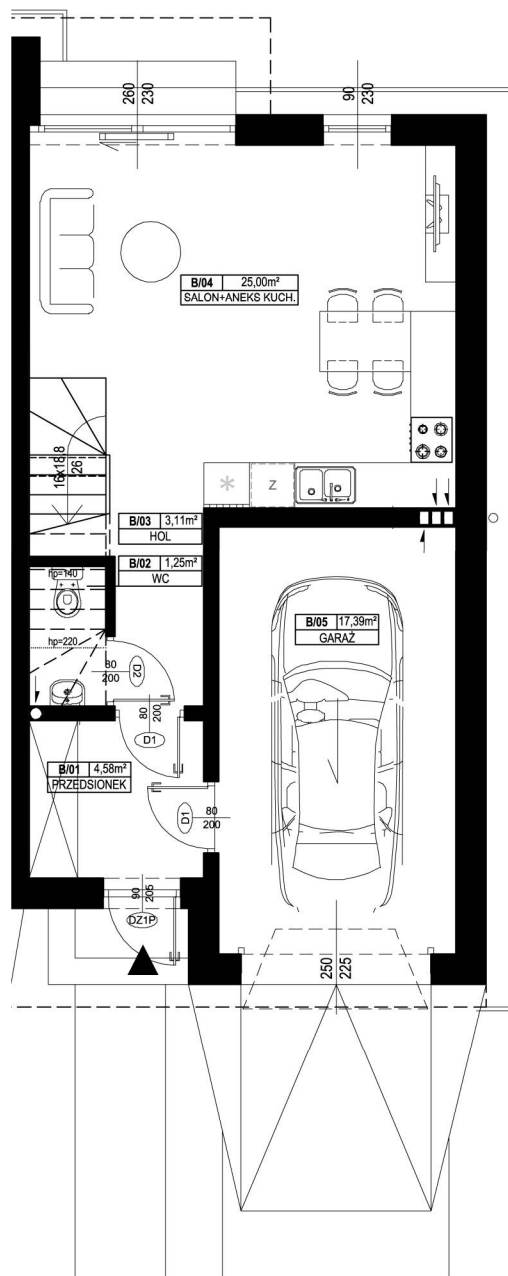 260
230
90
230
B/04 25,00m²
SALON+ANEKS KUCH.
16x18.8
26
* z
B/03 3,11m²
HOL
B/02 1,25m²
WC
hp=140
B/05 17,39m²
GARAŻ
hp=220
80
200
D2
80
200
D1
B/01 4,58m²
PRZEDSIONEK
D1
80
200
90
205
DZ1P
250
225